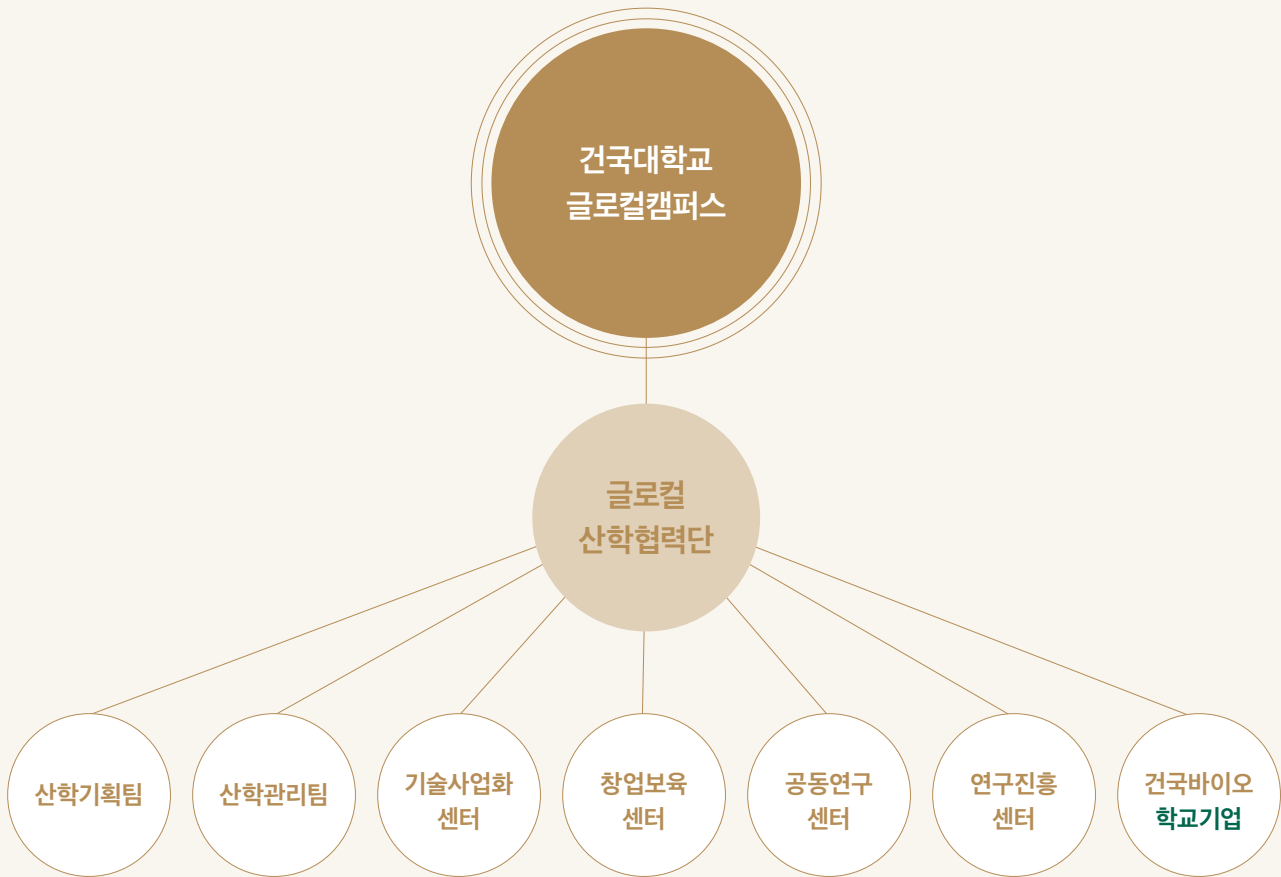 건국대학교
글로컬캠퍼스
글로컬
산학협력단
산학기획팀
산학관리팀
기술사업화
센터
창업보육
센터
공동연구
센터
연구진흥
센터
건국바이오
학교기업